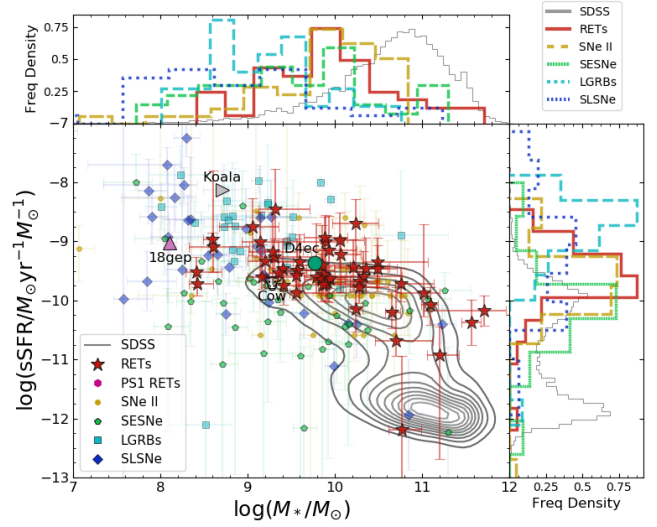 Freq Density
0.75
0.50
0.25
−7
SDSS
RETs
SNe II
SESNe
LGRBs
SLSNe
log(sSFR/M⊙yr⁻¹M⊙⁻¹)
−8
−9
−10
−11
−12
−13
Koala
18gep
D4ec
Cow
SDSS
RETs
PS1 RETs
SNe II
SESNe
LGRBs
SLSNe
7 8 9 10 11 12
log(M*/M⊙)
0.25 0.50 0.75
Freq Density